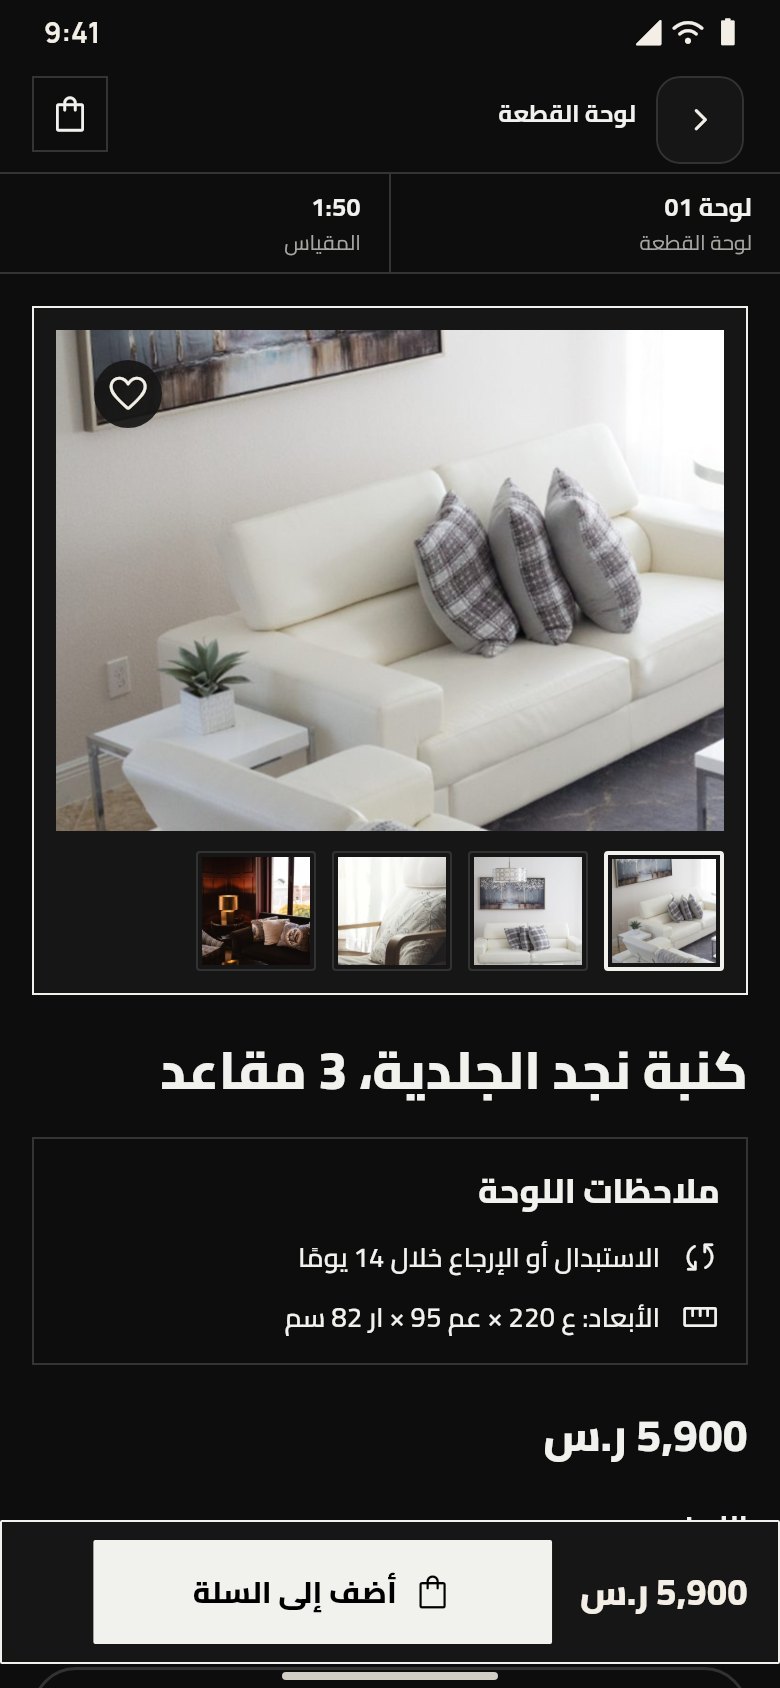 9:41
لوحة القطعة
لوحة 01
لوحة القطعة
1:50
المقياس
كنبة نجد الجلدية، 3 مقاعد
ملاحظات اللوحة
الاستبدال أو الإرجاع خلال 14 يومًا
الأبعاد: ع 220 × عم 95 × ار 82 سم
5,900 ر.س
5,900 ر.س
أضف إلى السلة